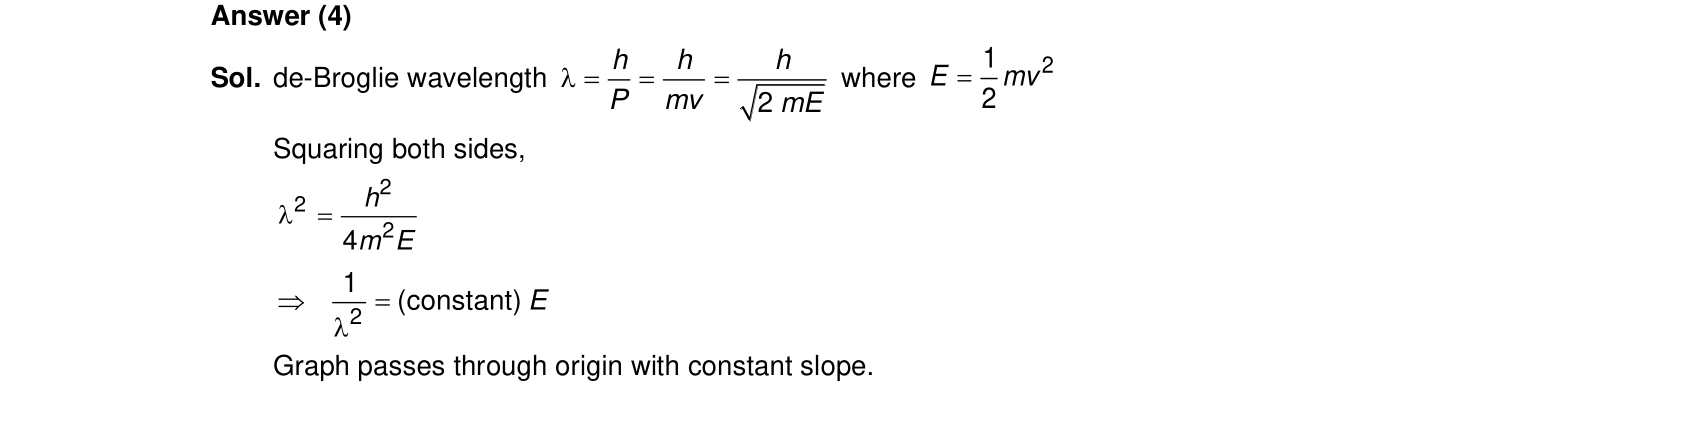 Answer (4)
Sol. de-Broglie wavelength λ = h/P = h/mv = h/√(2 mE) where E = 1/2 mv²
Squaring both sides,
λ² = h²/4m²E
⇒ 1/λ² = (constant) E
Graph passes through origin with constant slope.